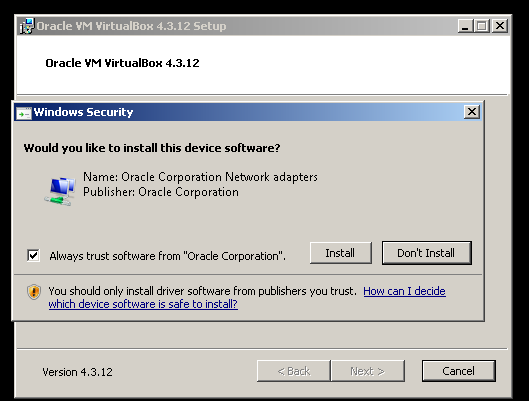 Oracle VM VirtualBox 4.3.12 Setup
Oracle VM VirtualBox 4.3.12
Windows Security
Would you like to install this device software?
Name: Oracle Corporation Network adapters
Publisher: Oracle Corporation
Always trust software from "Oracle Corporation".
Install
Don't Install
You should only install driver software from publishers you trust. How can I decide
which device software is safe to install?
Version 4.3.12
< Back
Next >
Cancel